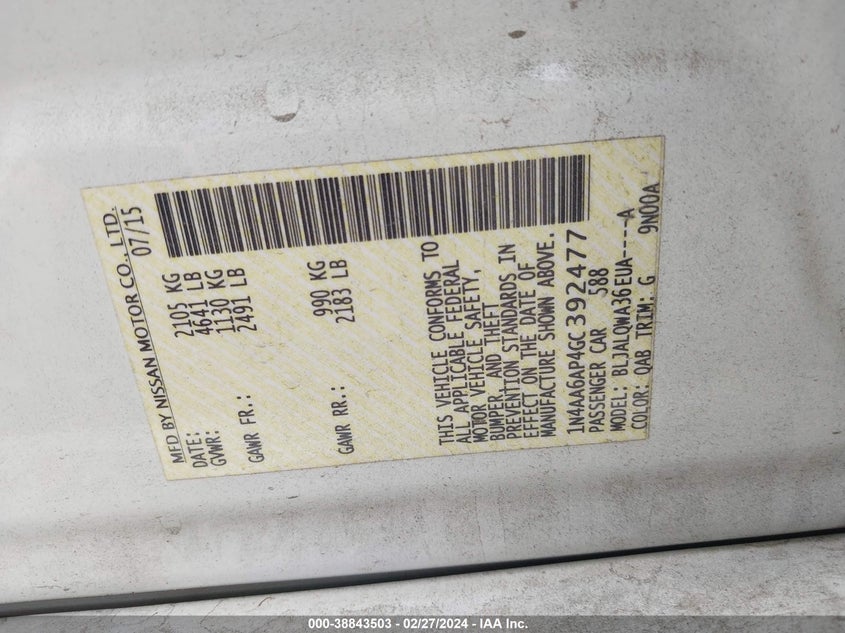 MFD BY NISSAN MOTOR CO., LTD.
DATE: 07/15
GVWR: 2105 KG
4641 LB
GAWR FR.: 1130 KG
2491 LB
GAWR RR.: 990 KG
2183 LB
THIS VEHICLE CONFORMS TO
ALL APPLICABLE FEDERAL
MOTOR VEHICLE SAFETY,
BUMPER, AND THEFT
PREVENTION STANDARDS IN
EFFECT ON THE DATE OF
MANUFACTURE SHOWN ABOVE.
1N4AA6AP4GC392477
PASSENGER CAR 588
MODEL: BLJALQWA36EUA----A
COLOR: QAB TRIM: G 9N00A
000-38843503 - 02/27/2024 - IAA Inc.